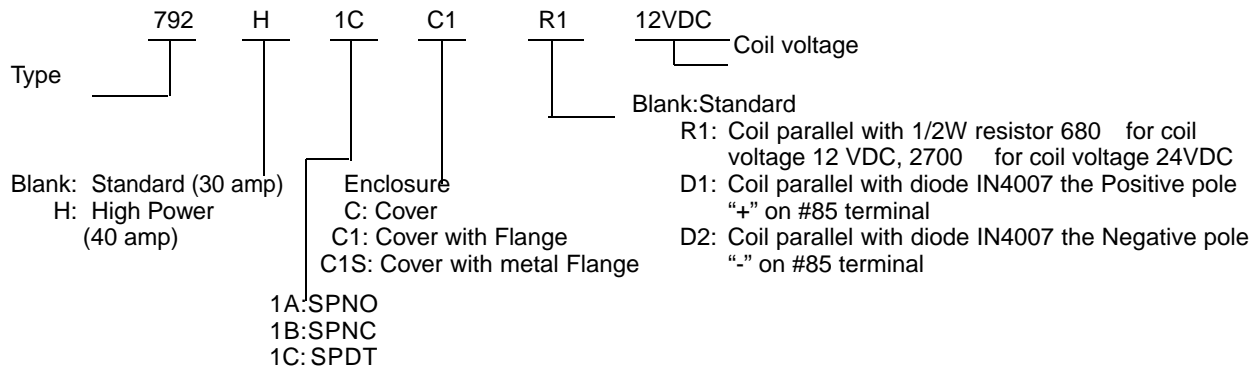 792 H 1C C1 R1 12VDC
Coil voltage
Type
Blank:Standard
R1: Coil parallel with 1/2W resistor 680 for coil
voltage 12 VDC, 2700 for coil voltage 24VDC
D1: Coil parallel with diode IN4007 the Positive pole
“+” on #85 terminal
D2: Coil parallel with diode IN4007 the Negative pole
“-” on #85 terminal
Blank: Standard (30 amp)
H: High Power
(40 amp)
Enclosure
C: Cover
C1: Cover with Flange
C1S: Cover with metal Flange
1A:SPNO
1B:SPNC
1C: SPDT